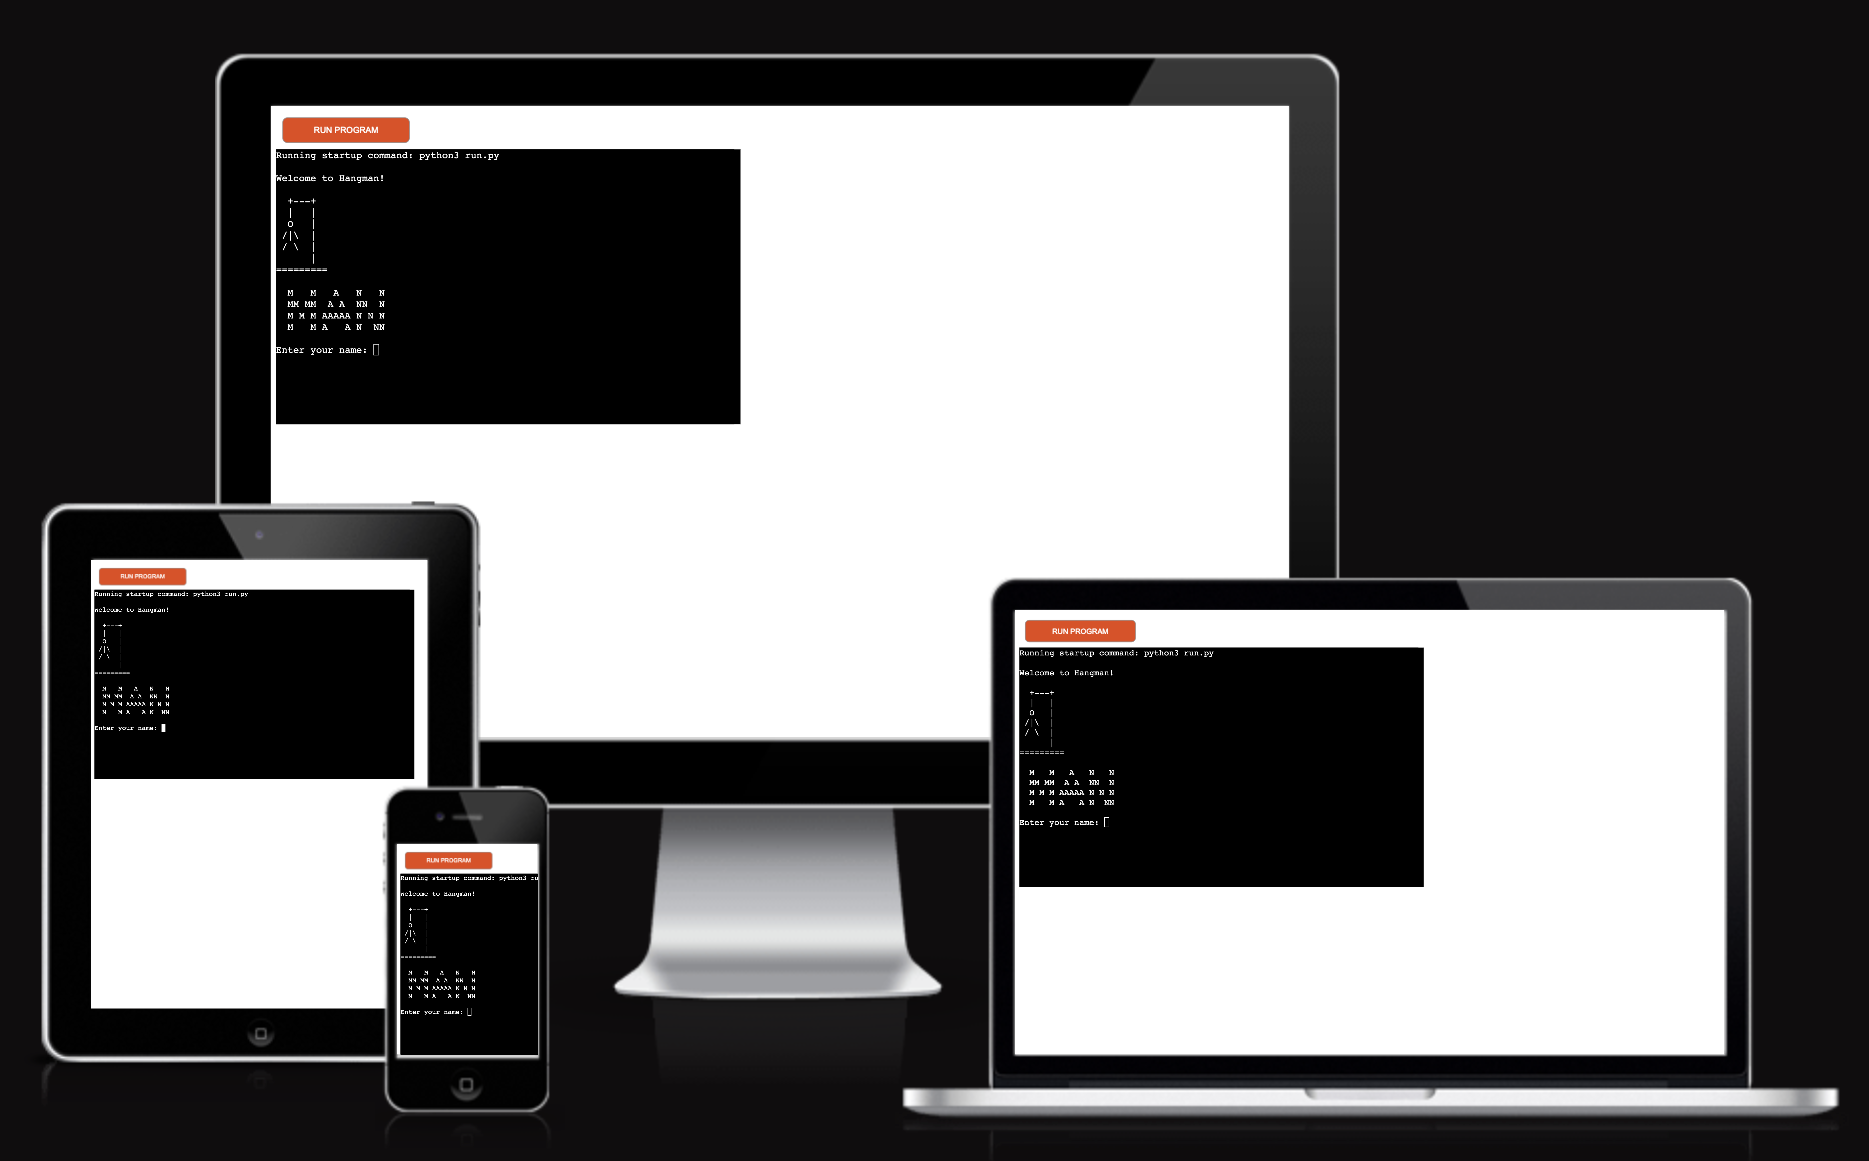 RUN PROGRAM
Running startup command: python3 run.py
Welcome to Hangman!
  +---+
  |   |
  O   |
 /|\  |
 / \  |
      |
=========
  M   M   A   N   N
  MM MM  A A  NN  N
  M M M AAAAA N N N
  M   M A   A N  NN
Enter your name:
RUN PROGRAM
Running startup command: python3 run.py
Welcome to Hangman!
  +---+
  |
  O
 /|\
 / \
=========
  M   M   A   N   N
  MM MM  A A  NN  N
  M M M AAAAA N N N
  M   M A   A N  NN
Enter your name:
RUN PROGRAM
Running startup command: python3 ru
Welcome to Hangman!
  +---+
  |
  O
 /|\
 / \
=========
  M   M   A   N   N
  MM MM  A A  NN  N
  M M M AAAAA N N N
  M   M A   A N  NN
Enter your name:
RUN PROGRAM
Running startup command: python3 run.py
Welcome to Hangman!
  +---+
  |   |
  O   |
 /|\  |
 / \  |
      |
=========
  M   M   A   N   N
  MM MM  A A  NN  N
  M M M AAAAA N N N
  M   M A   A N  NN
Enter your name: